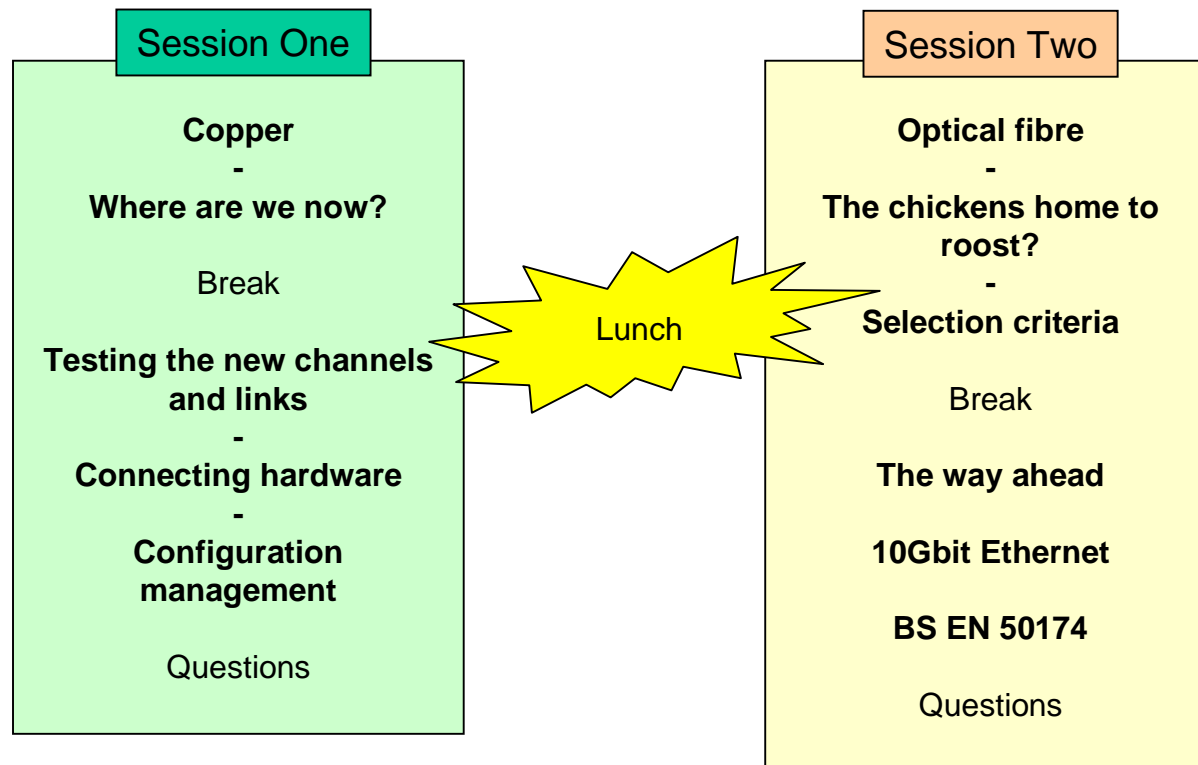 Session One
Copper
-
Where are we now?
Break
Testing the new channels
and links
-
Connecting hardware
-
Configuration
management
Questions
Lunch
Session Two
Optical fibre
-
The chickens home to
roost?
-
Selection criteria
Break
The way ahead
10Gbit Ethernet
BS EN 50174
Questions